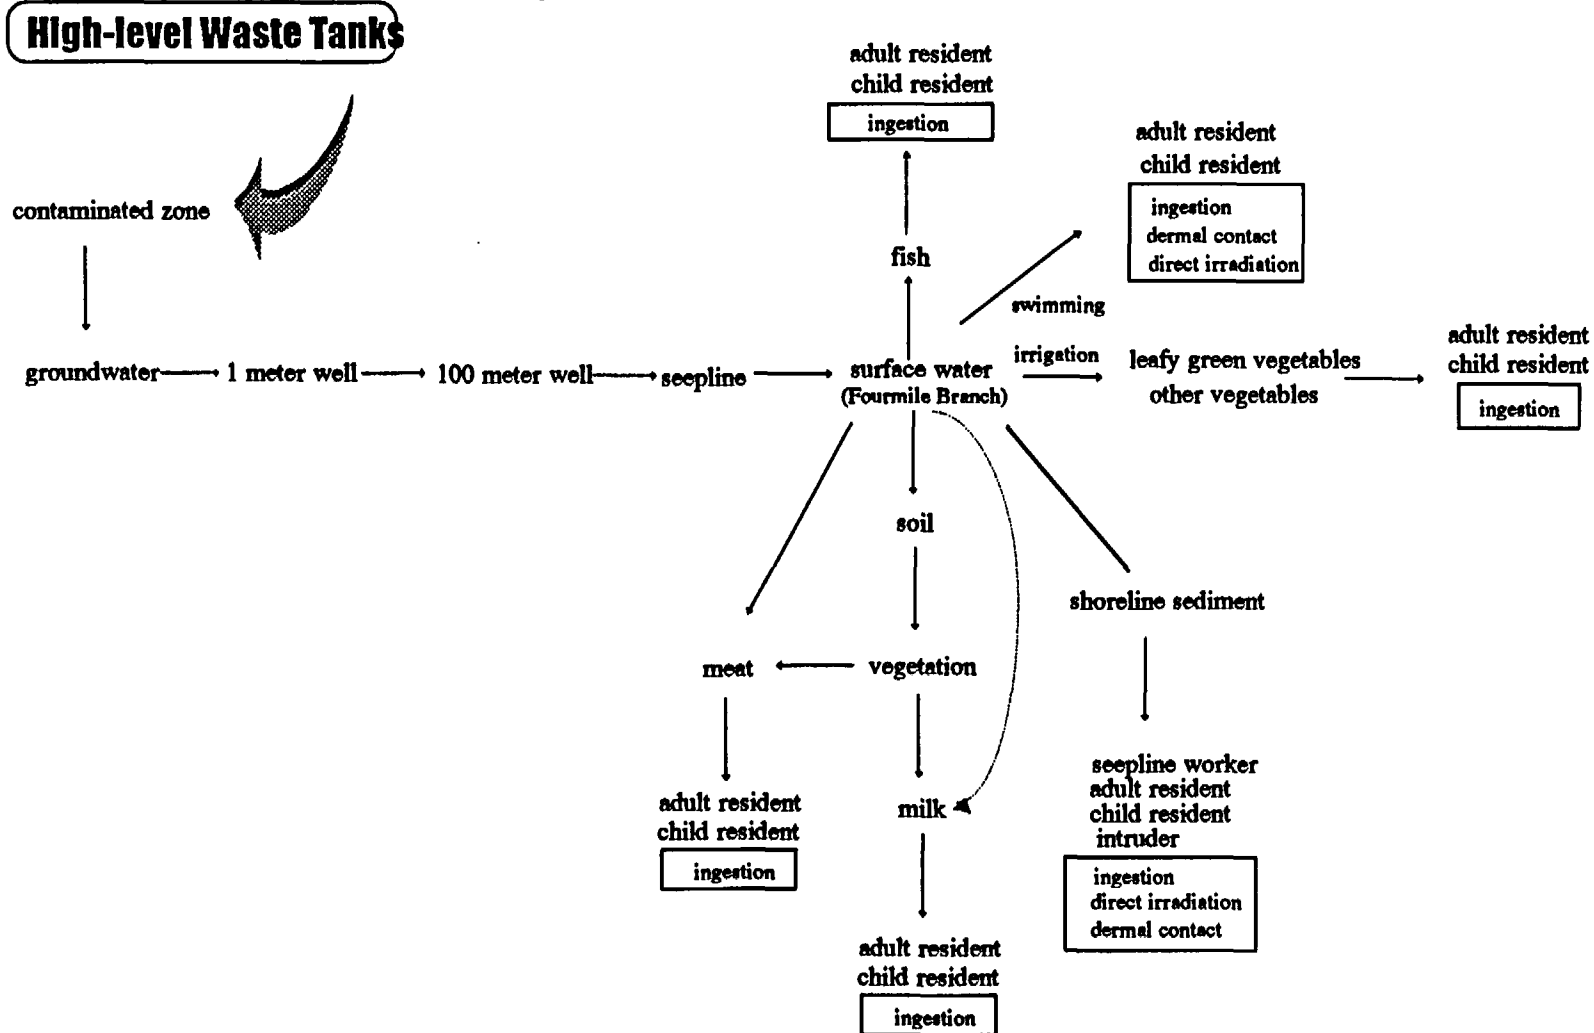 High-level Waste Tanks
adult resident
child resident
ingestion
adult resident
child resident
ingestion
dermal contact
direct irradiation
contaminated zone
fish
swimming
groundwater
1 meter well
100 meter well
seepline
surface water
(Fourmile Branch)
irrigation
leafy green vegetables
other vegetables
adult resident
child resident
ingestion
soil
shoreline sediment
meat
vegetation
adult resident
child resident
ingestion
milk
seepline worker
adult resident
child resident
intruder
ingestion
direct irradiation
dermal contact
adult resident
child resident
ingestion